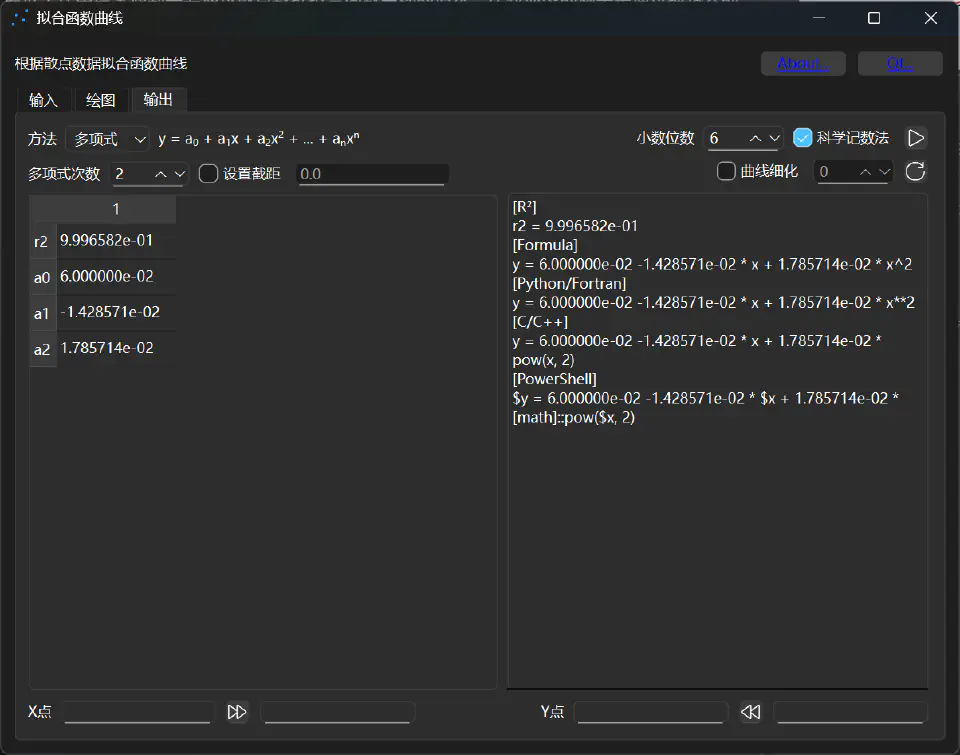 拟合函数曲线
根据散点数据拟合函数曲线
About...
Qt...
输入 绘图 输出
方法 多项式 y = a₀ + a₁x + a₂x² + ... + aₙxⁿ 小数位数 6 科学记数法
多项式次数 2 设置截距 0.0 曲线细化 0
1
r2 9.996582e-01
a0 6.000000e-02
a1 -1.428571e-02
a2 1.785714e-02
[R²]
r2 = 9.996582e-01
[Formula]
y = 6.000000e-02 -1.428571e-02 * x + 1.785714e-02 * x^2
[Python/Fortran]
y = 6.000000e-02 -1.428571e-02 * x + 1.785714e-02 * x**2
[C/C++]
y = 6.000000e-02 -1.428571e-02 * x + 1.785714e-02 *
pow(x, 2)
[PowerShell]
$y = 6.000000e-02 -1.428571e-02 * $x + 1.785714e-02 *
[math]::pow($x, 2)
X点 Y点